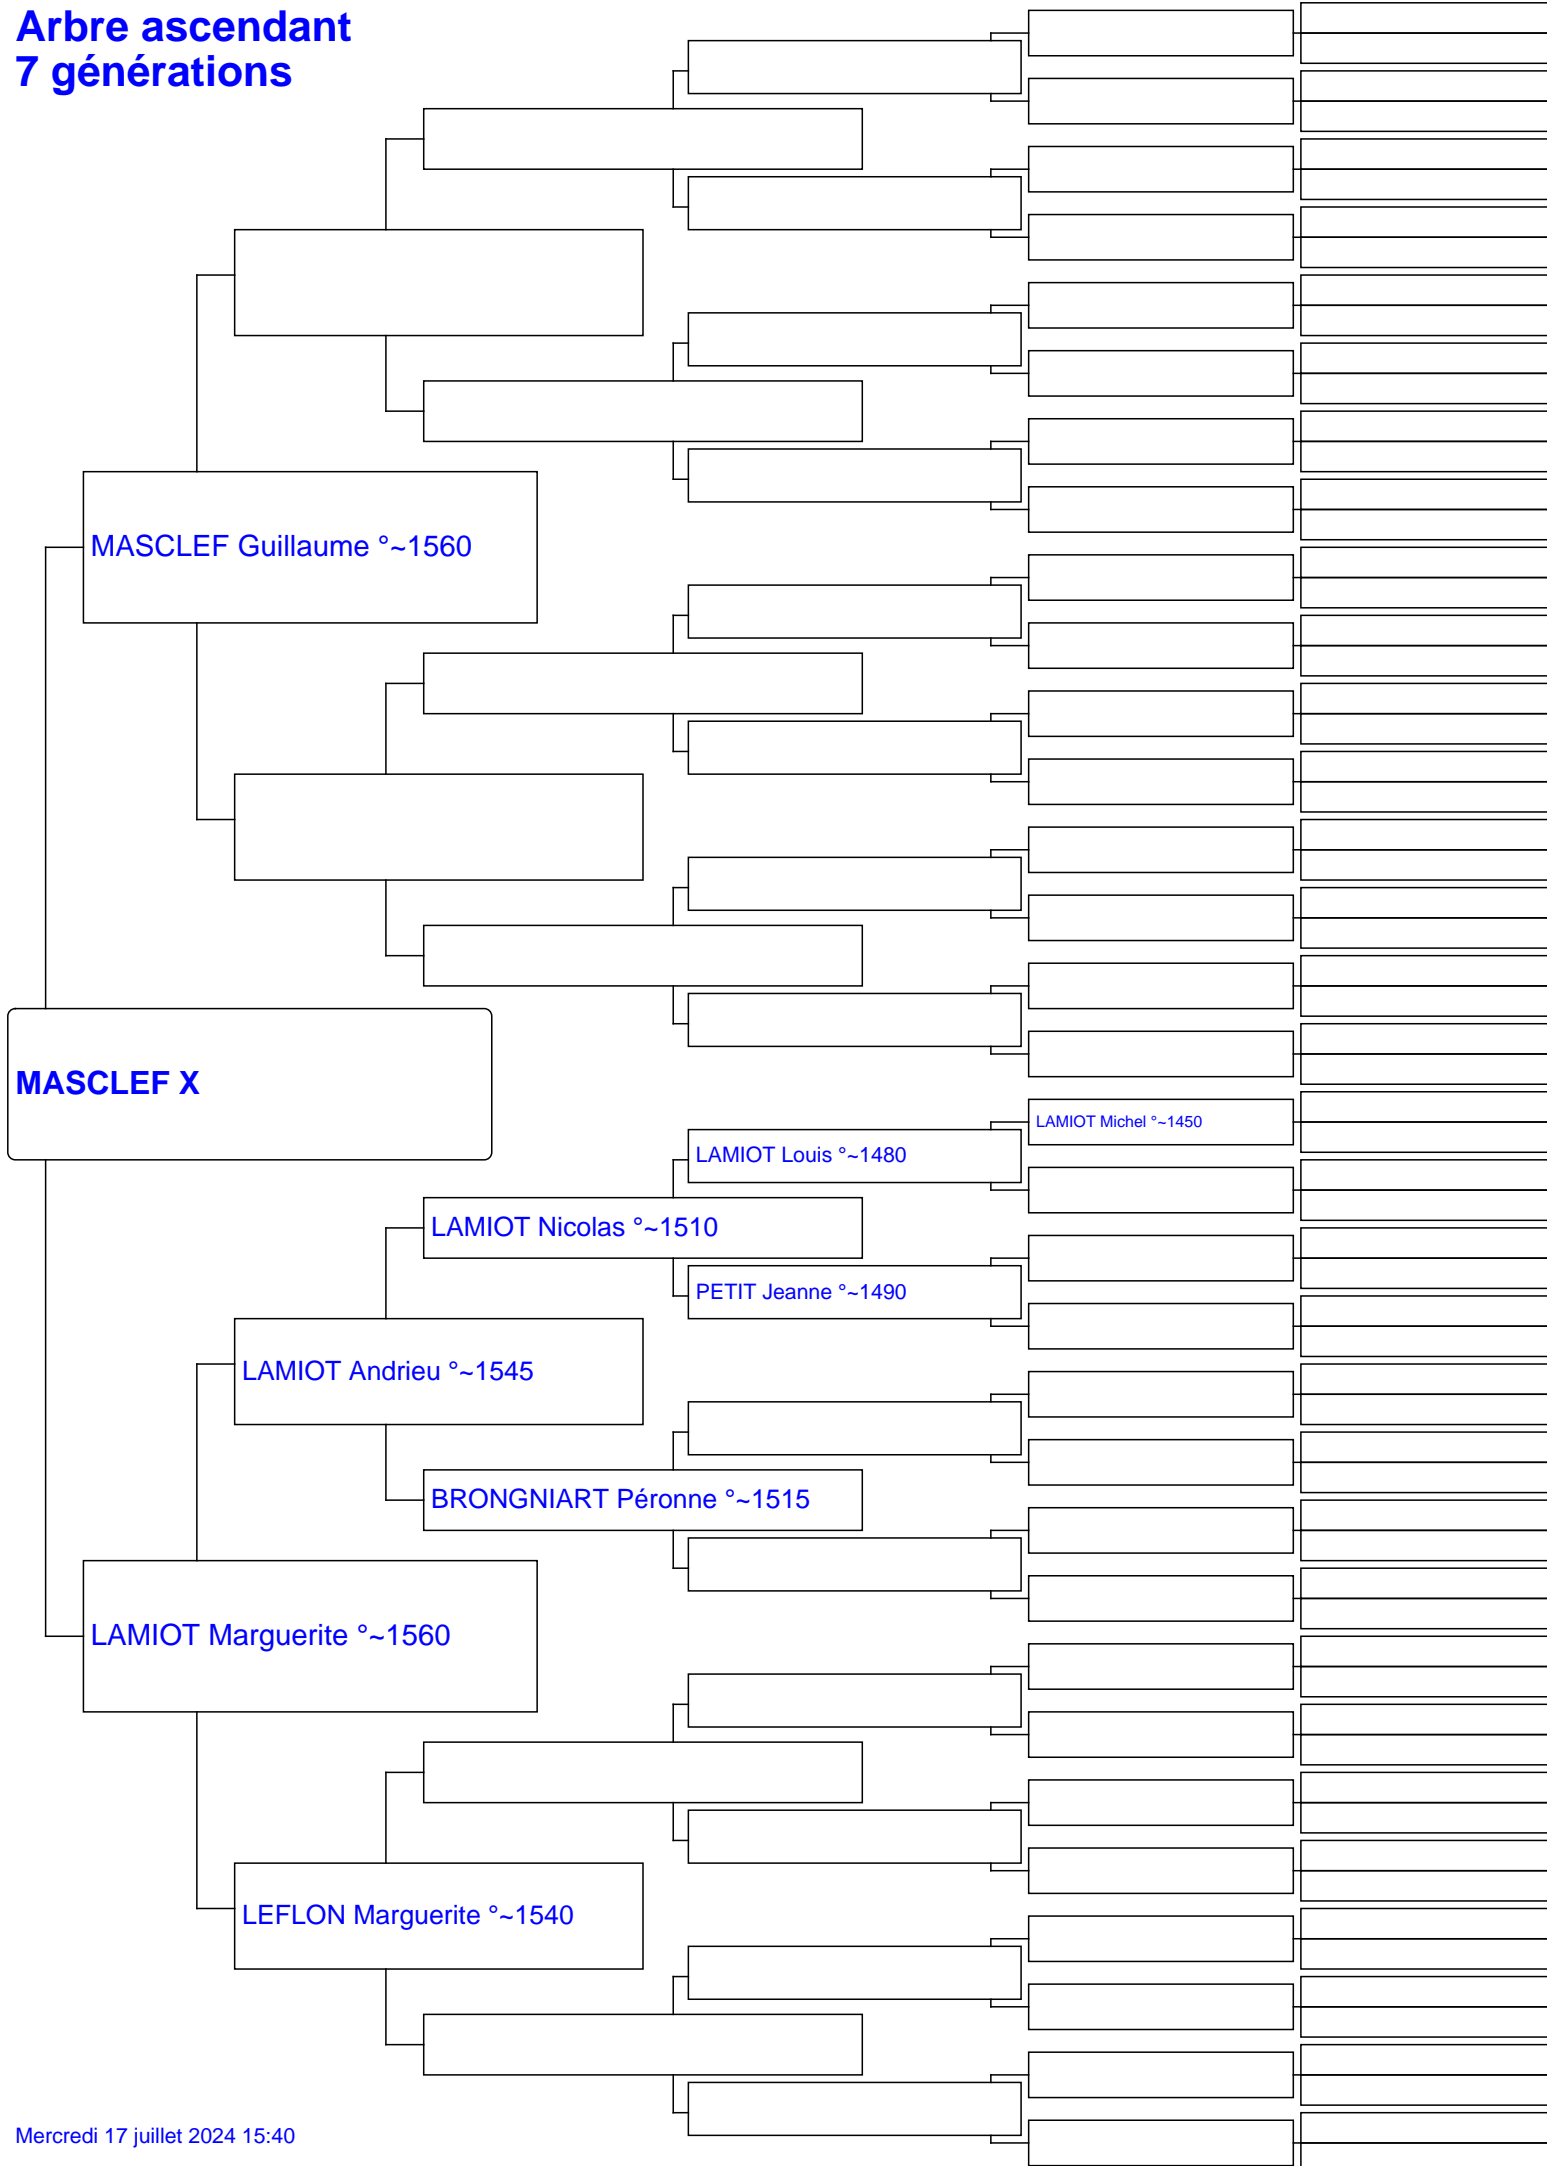 Arbre ascendant
7 générations
MASCLEF Guillaume °~1560
MASCLEF X
LAMIOT Michel °~1450
LAMIOT Louis °~1480
LAMIOT Nicolas °~1510
PETIT Jeanne °~1490
LAMIOT Andrieu °~1545
BRONGNIART Péronne °~1515
LAMIOT Marguerite °~1560
LEFLON Marguerite °~1540
Mercredi 17 juillet 2024 15:40